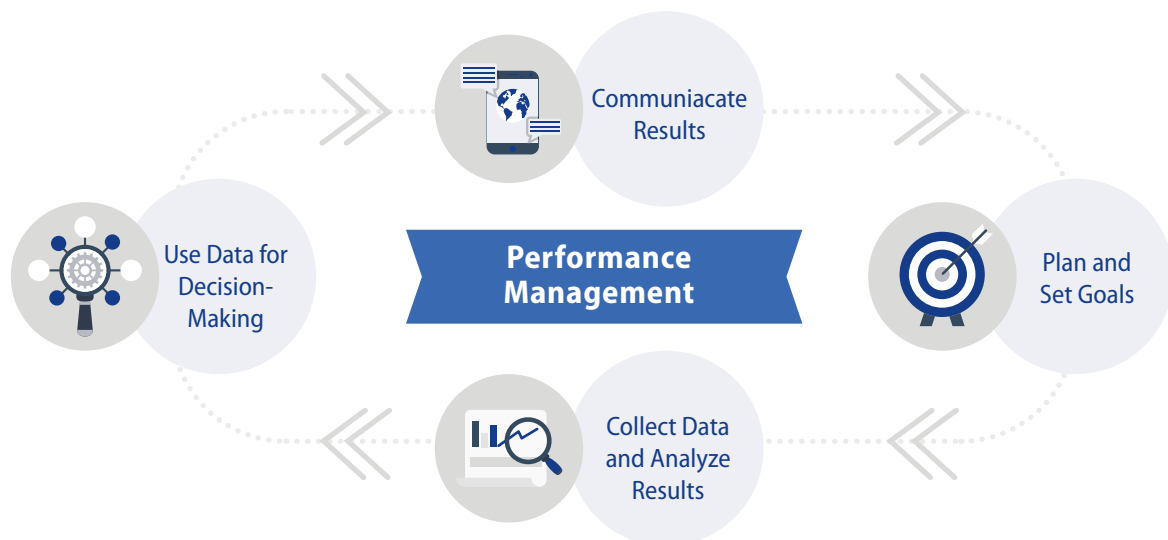 Communiacate
Results
Use Data for
Decision-
Making
Performance
Management
Plan and
Set Goals
Collect Data
and Analyze
Results